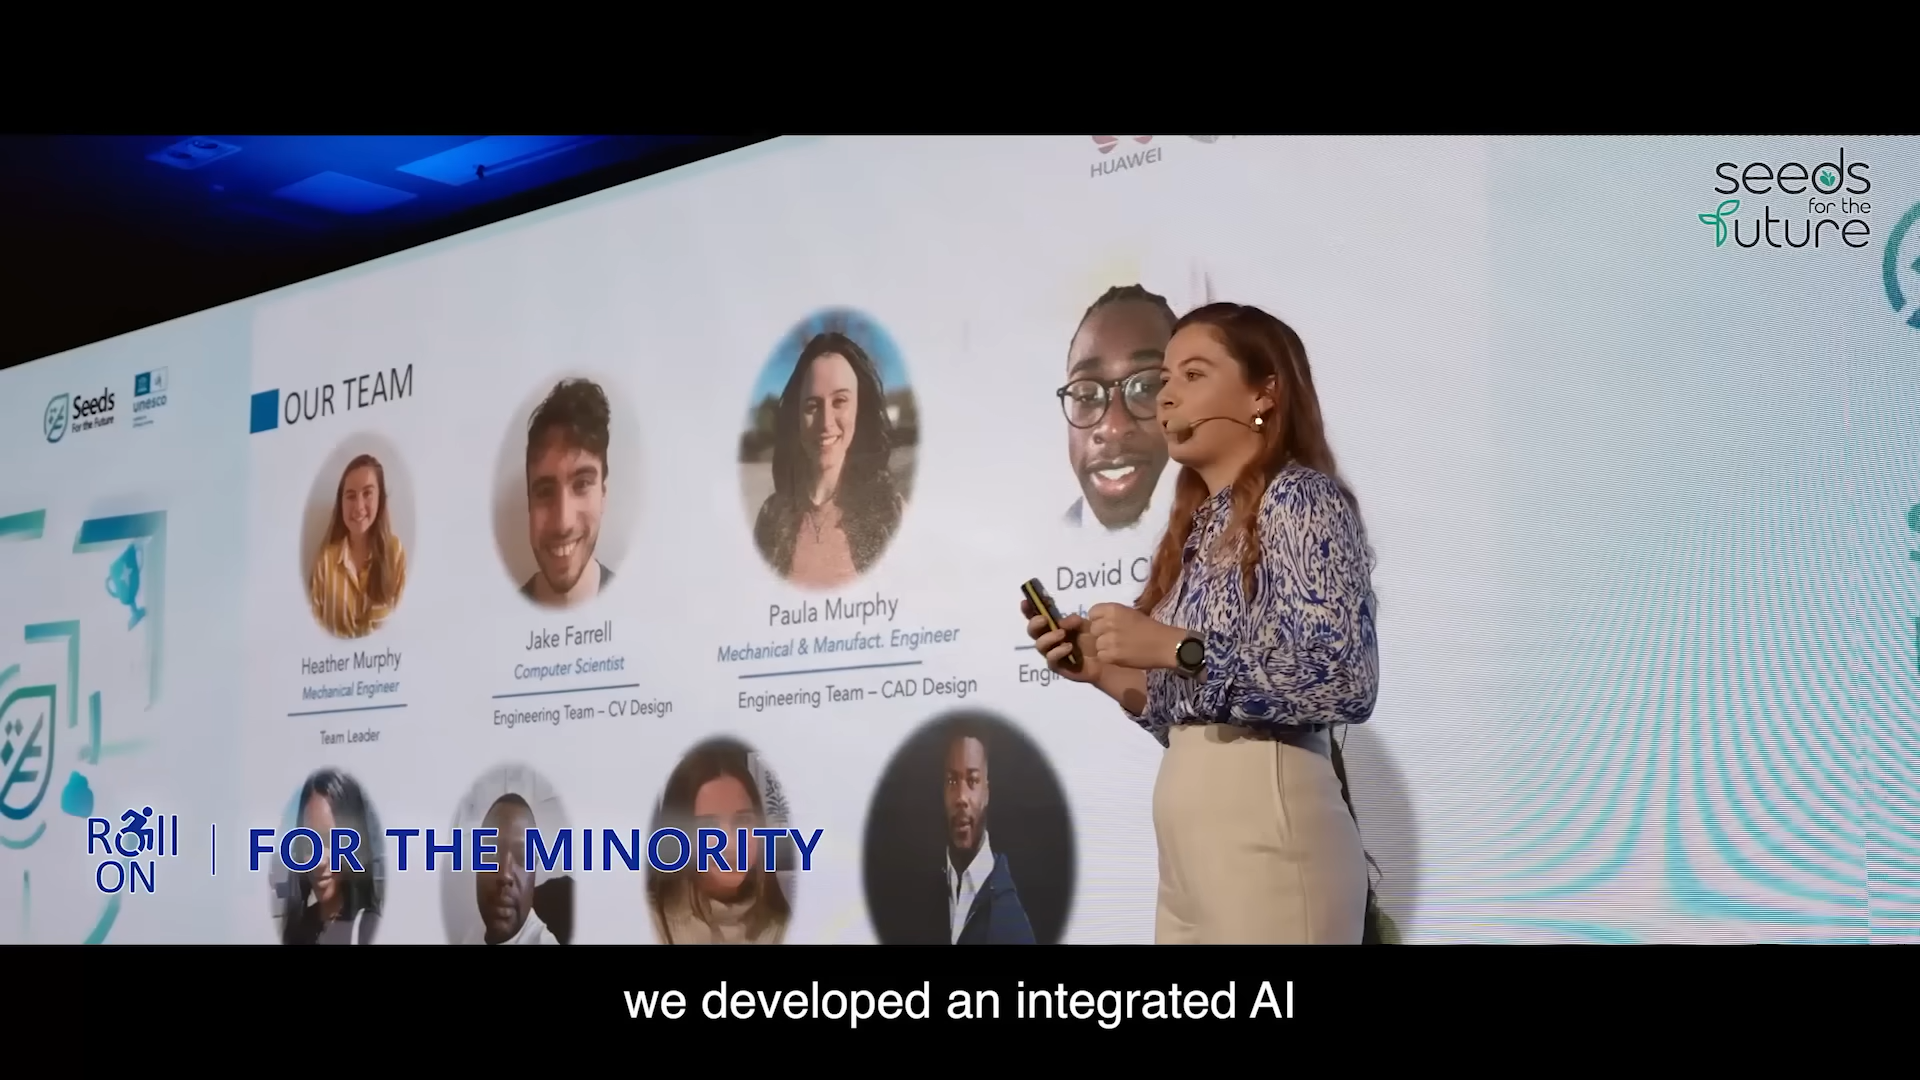 HUAWEI
seeds
for the
future
Seeds
For the Future
unesco
OUR TEAM
Heather Murphy
Mechanical Engineer
Team Leader
Jake Farrell
Computer Scientist
Engineering Team – CV Design
Paula Murphy
Mechanical & Manufact. Engineer
Engineering Team – CAD Design
David C
Engi
Roll
ON
FOR THE MINORITY
we developed an integrated AI